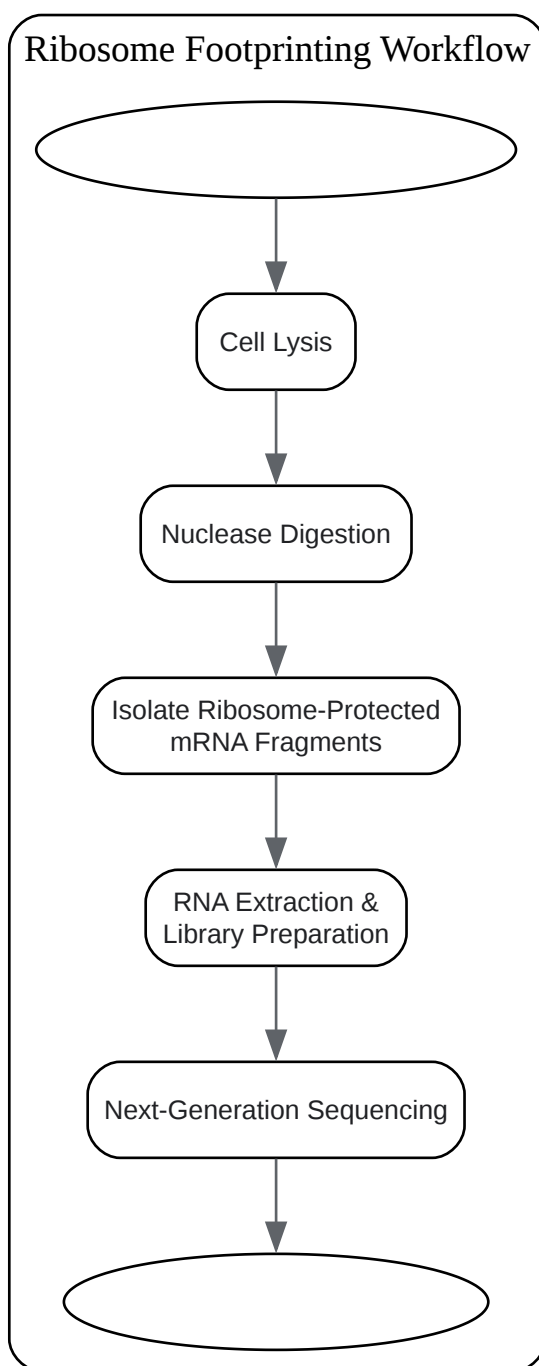 Ribosome Footprinting Workflow
Cell Lysis
Nuclease Digestion
Isolate Ribosome-Protected
mRNA Fragments
RNA Extraction &
Library Preparation
Next-Generation Sequencing